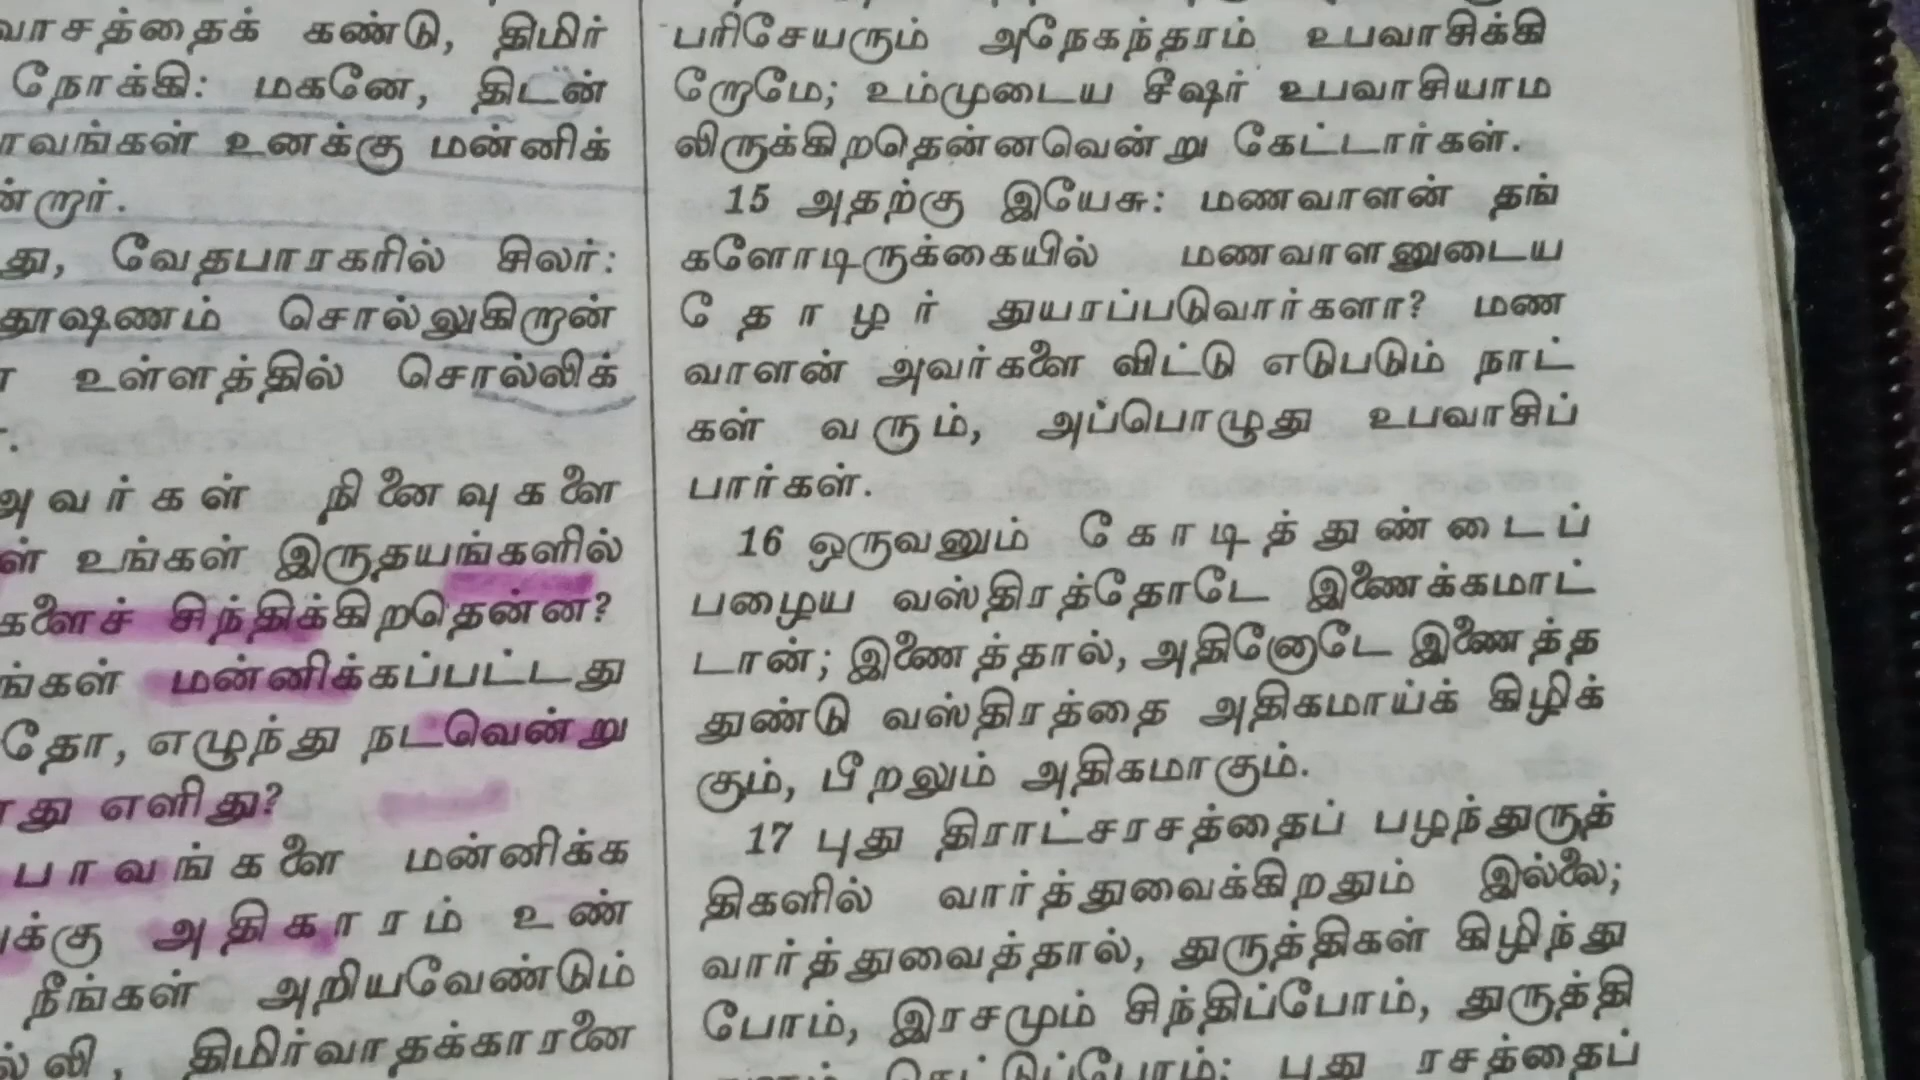 வாசத்தைக் கண்டு, திமிர்
நோக்கி: மகனே, திடன்
மன்னிக் உனக்கு
ன்றார்.
து, வேதபாரகரில் சிலர்:
தூஷணம் சொல்லுகிறான்
உள்ளத்தில் சொல்லிக்
அவர்கள் நினைவுகளை
உங்கள் இருதயங்களில்
களைச் சிந்திக்கிறதென்ன?
ங்கள் மன்னிக்கப்பட்டது
தோ, எழுந்து நடவென்று
து எளிது?
பாவங்களை மன்னிக்க
க்கு அதிகாரம் உண்
நீங்கள் அறியவேண்டும்
ல்லி, திமிர்வாதக்காரனை
பரிசேயரும் அநேகந்தரம் உபவாசிக்கி
றோமே; உம்முடைய சீஷர் உபவாசியாம
லிருக்கிறதென்னவென்று கேட்டார்கள்.
15 அதற்கு இயேசு: மணவாளன் தங்
களோடிருக்கையில் மணவாளனுடைய
தோழர் துயரப்படுவார்களா? மண
வாளன் அவர்களை விட்டு எடுபடும் நாட்
கள் வரும், அப்பொழுது உபவாசிப்
பார்கள்.
16 ஒருவனும் கோடித்துண்டைப்
பழைய வஸ்திரத்தோடே இணைக்கமாட்
டான்; இணைத்தால், அதினோடே இணைத்த
துண்டு வஸ்திரத்தை அதிகமாய்க் கிழிக்
கும், பீறலும் அதிகமாகும்.
17 புது திராட்சரசத்தைப் பழந்துருத்
திகளில் வார்த்துவைக்கிறதும் இல்லை;
வார்த்துவைத்தால், துருத்திகள் கிழிந்து
போம், இரசமும் சிந்திப்போம், துருத்தி
கெட்டுப்போம்; புது ரசத்தைப்